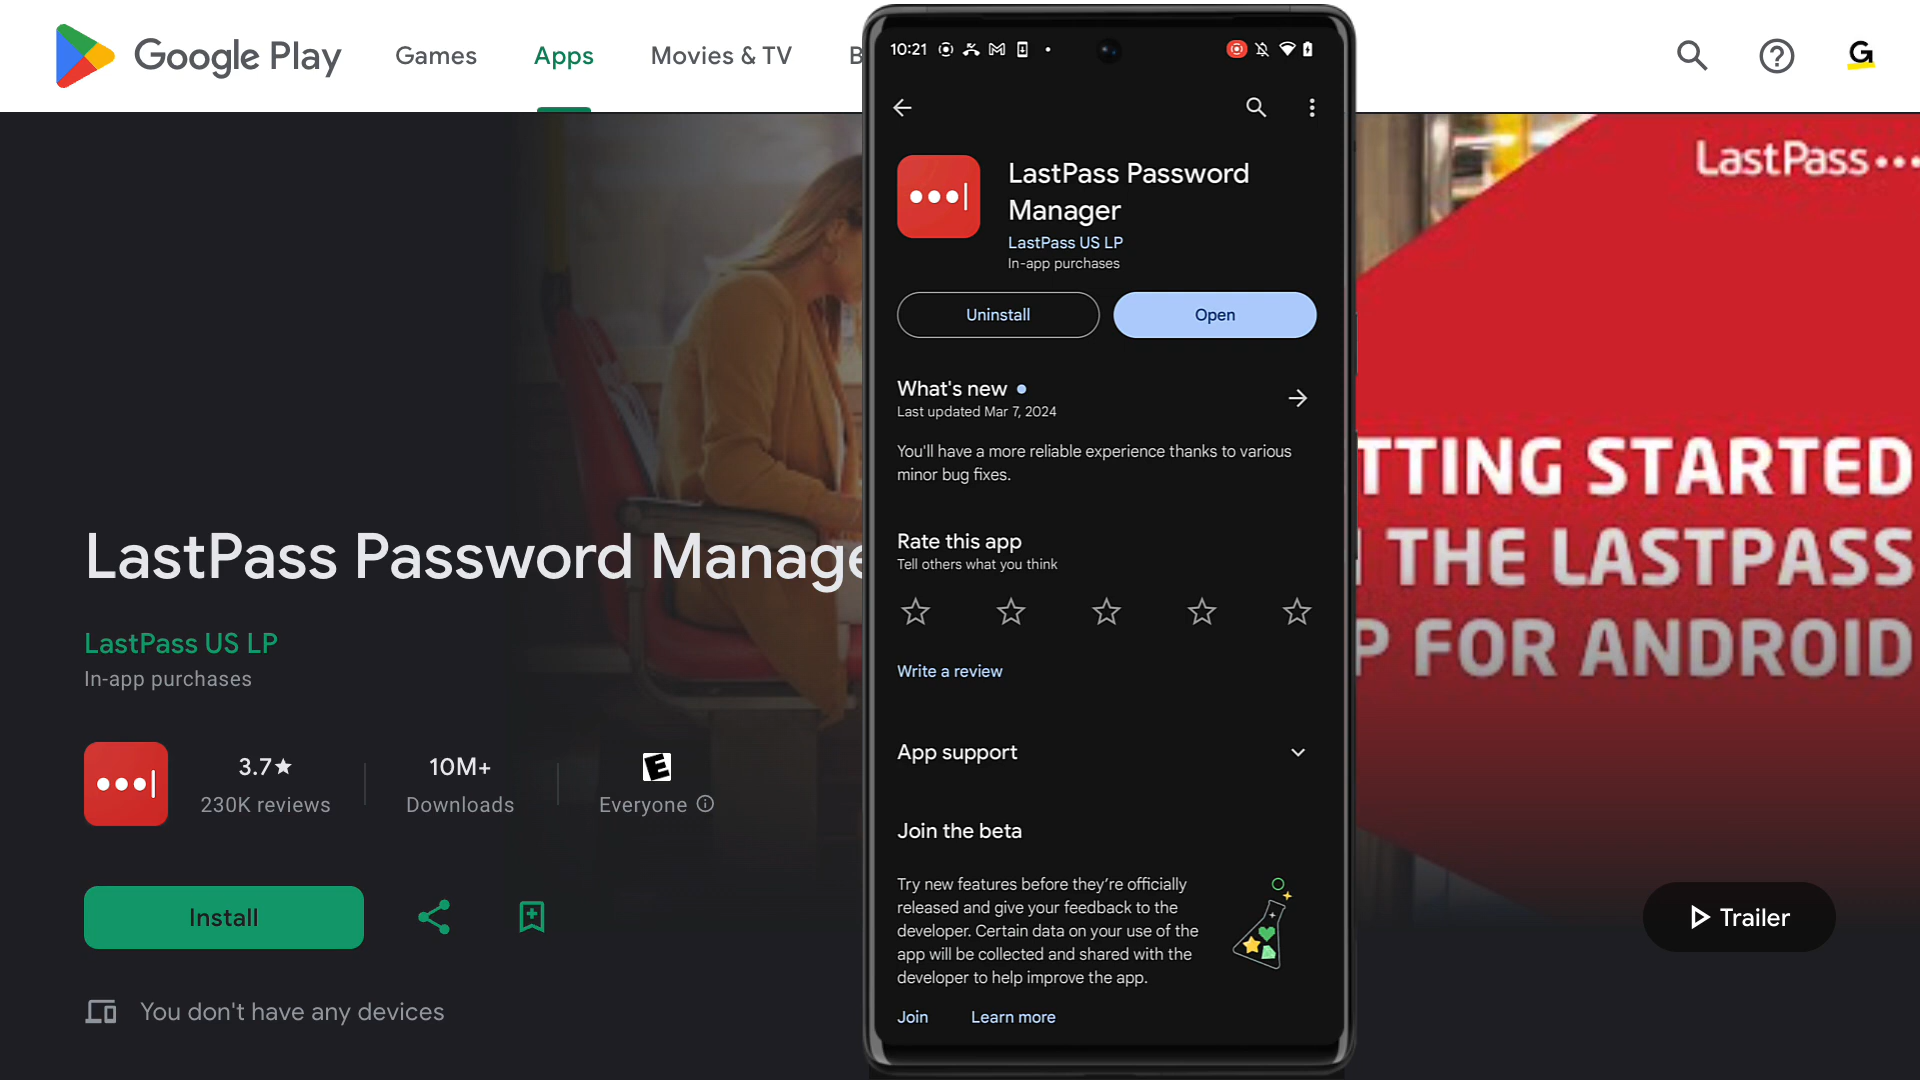 Google Play
Games
Apps
Movies & TV
B
G
LastPass Password Manage
LastPass US LP
In-app purchases
3.7★
230K reviews
10M+
Downloads
E
Everyone
Install
You don't have any devices
10:21
LastPass Password
Manager
LastPass US LP
In-app purchases
Uninstall
Open
What's new
Last updated Mar 7, 2024
You'll have a more reliable experience thanks to various
minor bug fixes.
Rate this app
Tell others what you think
Write a review
App support
Join the beta
Try new features before they’re officially
released and give your feedback to the
developer. Certain data on your use of the
app will be collected and shared with the
developer to help improve the app.
Join
Learn more
LastPass•••
TTING STARTED
THE LASTPASS
P FOR ANDROID
Trailer